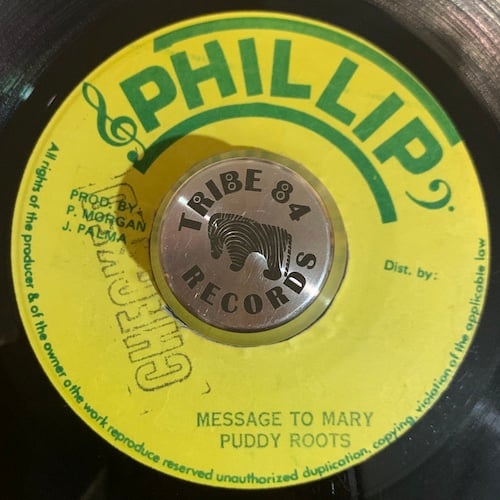 PHILLIP
PROD. BY:
P. MORGAN
J. PALMA
TRIBE 84
RECORDS
Dist. by:
MESSAGE TO MARY
PUDDY ROOTS
All rights of the producer & of the owner o the work reproduce reserved unauthorized duplication, copying, violation of the applicable law